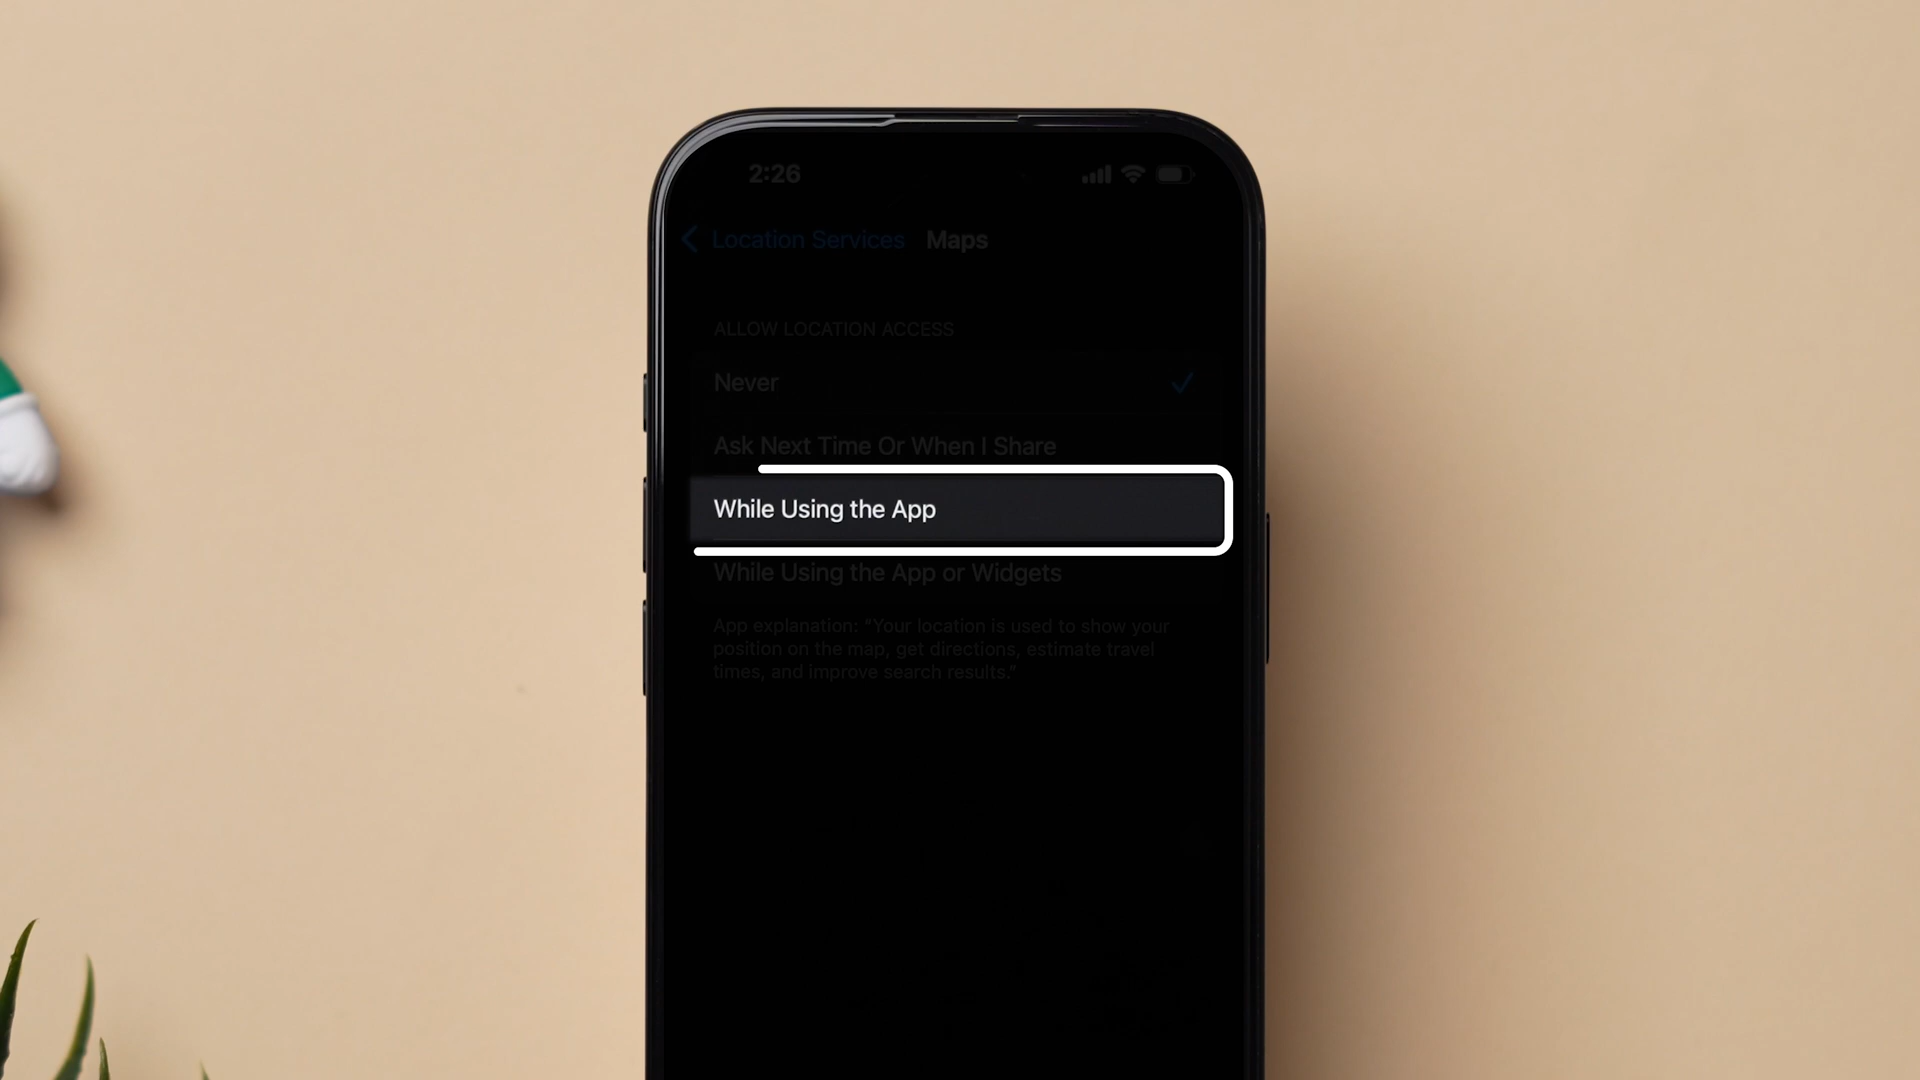 2:26
Location Services Maps
ALLOW LOCATION ACCESS
Never
Ask Next Time Or When I Share
While Using the App
While Using the App or Widgets
App explanation: “Your location is used to show your
position on the map, get directions, estimate travel
times, and improve search results.”